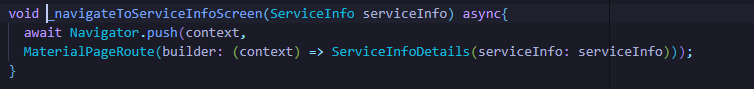 void _navigateToServiceInfoScreen(ServiceInfo serviceInfo) async{
await Navigator.push(context,
MaterialPageRoute(builder: (context) => ServiceInfoDetails(serviceInfo: serviceInfo)));
}